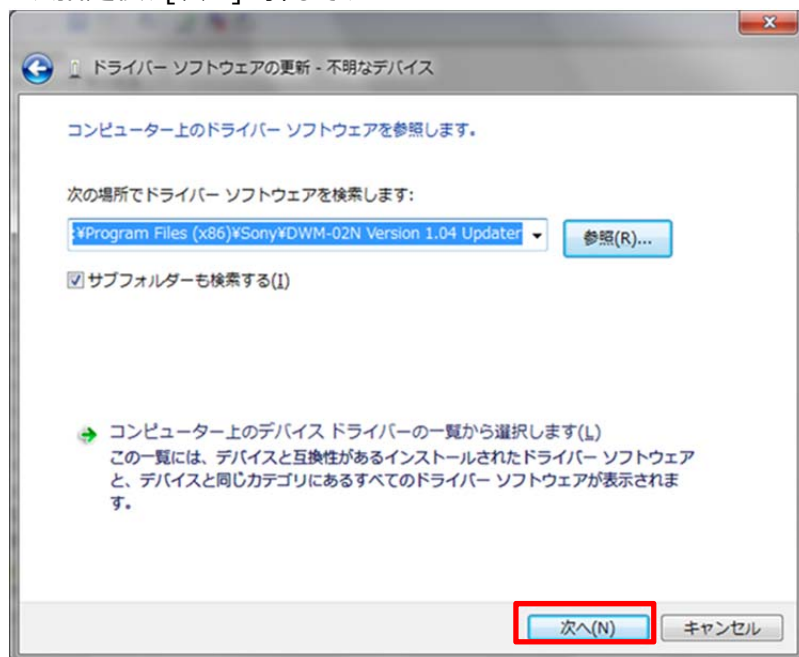 ドライバー ソフトウェアの更新 - 不明なデバイス
コンピューター上のドライバー ソフトウェアを参照します。
次の場所でドライバー ソフトウェアを検索します:
:¥Program Files (x86)¥Sony¥DWM-02N Version 1.04 Updater
参照(R)...
サブフォルダーも検索する(I)
コンピューター上のデバイス ドライバーの一覧から選択します(L)
この一覧には、デバイスと互換性があるインストールされたドライバー ソフトウェア
と、デバイスと同じカテゴリにあるすべてのドライバー ソフトウェアが表示されま
す。
次へ(N)
キャンセル